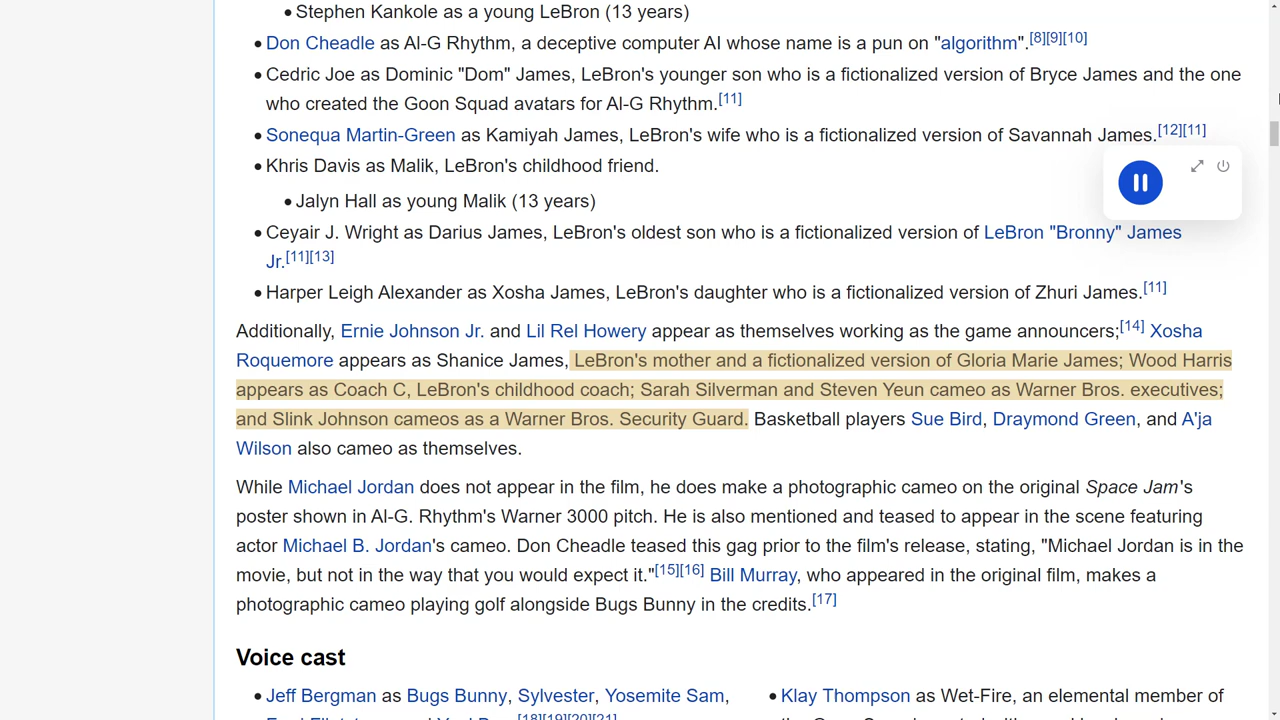 • Stephen Kankole as a young LeBron (13 years)
• Don Cheadle as Al-G Rhythm, a deceptive computer AI whose name is a pun on "algorithm".[8][9][10]
• Cedric Joe as Dominic "Dom" James, LeBron's younger son who is a fictionalized version of Bryce James and the one
who created the Goon Squad avatars for Al-G Rhythm.[11]
• Sonequa Martin-Green as Kamiyah James, LeBron's wife who is a fictionalized version of Savannah James.[12][11]
• Khris Davis as Malik, LeBron's childhood friend.
• Jalyn Hall as young Malik (13 years)
• Ceyair J. Wright as Darius James, LeBron's oldest son who is a fictionalized version of LeBron "Bronny" James
Jr.[11][13]
• Harper Leigh Alexander as Xosha James, LeBron's daughter who is a fictionalized version of Zhuri James.[11]
Additionally, Ernie Johnson Jr. and Lil Rel Howery appear as themselves working as the game announcers;[14] Xosha
Roquemore appears as Shanice James, LeBron's mother and a fictionalized version of Gloria Marie James; Wood Harris
appears as Coach C, LeBron's childhood coach; Sarah Silverman and Steven Yeun cameo as Warner Bros. executives;
and Slink Johnson cameos as a Warner Bros. Security Guard. Basketball players Sue Bird, Draymond Green, and A'ja
Wilson also cameo as themselves.
While Michael Jordan does not appear in the film, he does make a photographic cameo on the original Space Jam's
poster shown in Al-G. Rhythm's Warner 3000 pitch. He is also mentioned and teased to appear in the scene featuring
actor Michael B. Jordan's cameo. Don Cheadle teased this gag prior to the film's release, stating, "Michael Jordan is in the
movie, but not in the way that you would expect it."[15][16] Bill Murray, who appeared in the original film, makes a
photographic cameo playing golf alongside Bugs Bunny in the credits.[17]
Voice cast
• Jeff Bergman as Bugs Bunny, Sylvester, Yosemite Sam,
• Klay Thompson as Wet-Fire, an elemental member of